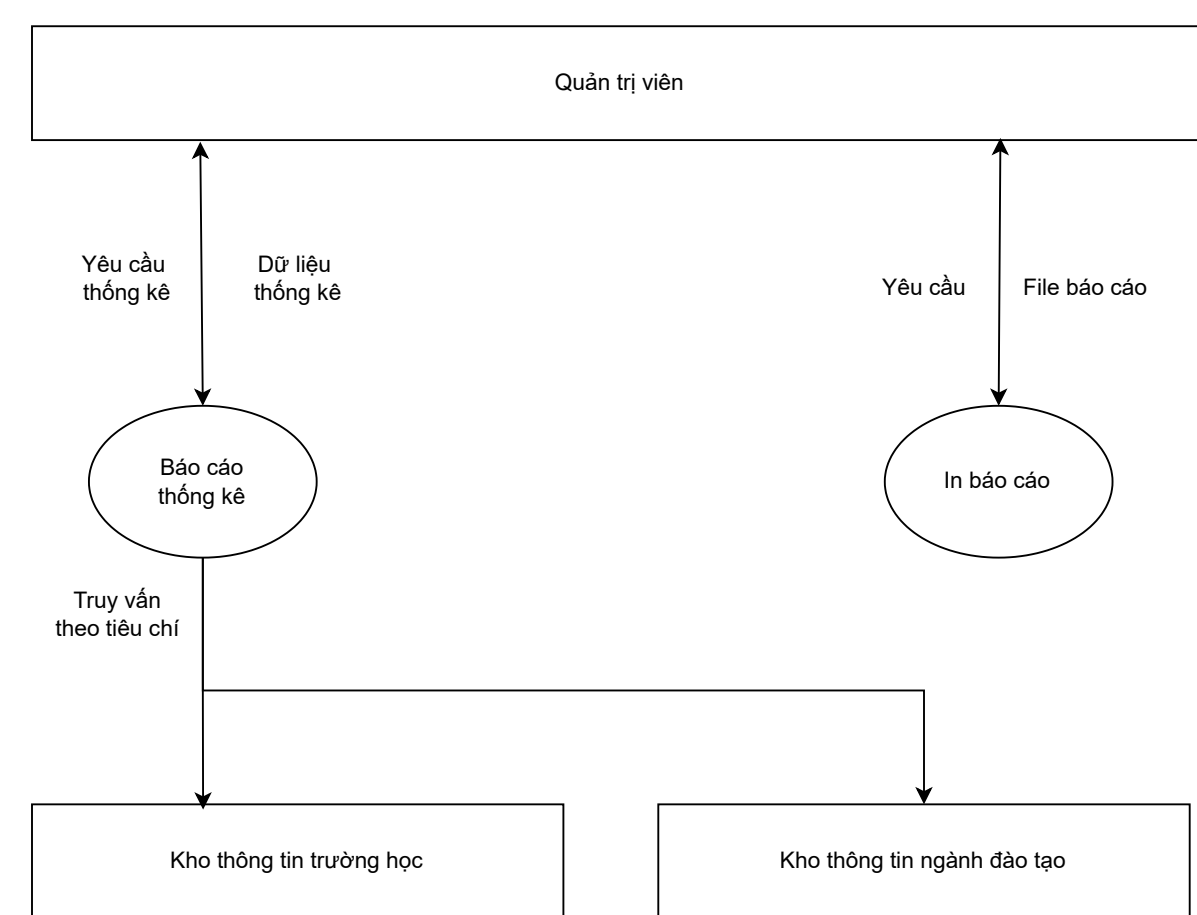 Quản trị viên
Yêu cầu
thống kê
Dữ liệu
thống kê
Yêu cầu
File báo cáo
Báo cáo
thống kê
In báo cáo
Truy vấn
theo tiêu chí
Kho thông tin trường học
Kho thông tin ngành đào tạo